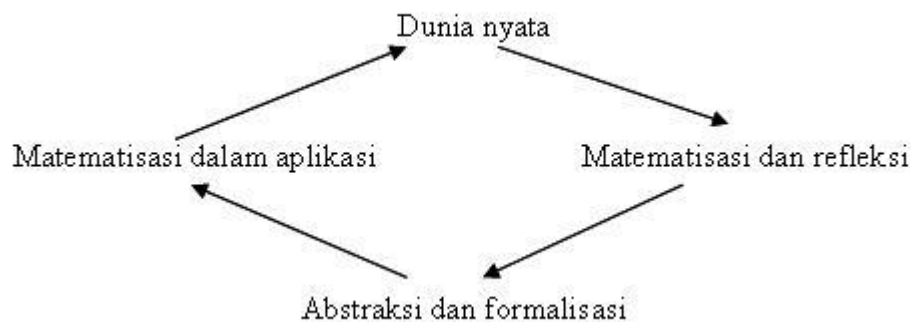 Dunia nyata
Matematisasi dalam aplikasi
Matematisasi dan refleksi
Abstraksi dan formalisasi